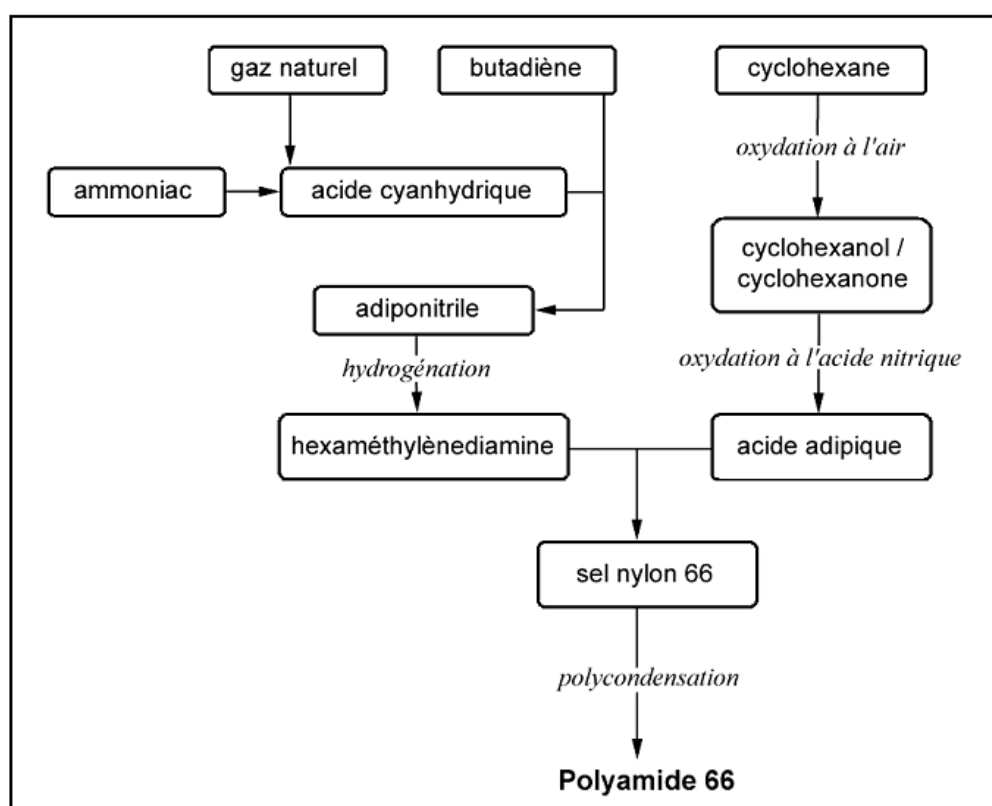 gaz naturel
butadiène
cyclohexane
oxydation à l'air
ammoniac
acide cyanhydrique
cyclohexanol /
cyclohexanone
adiponitrile
hydrogénation
oxydation à l'acide nitrique
hexaméthylènediamine
acide adipique
sel nylon 66
polycondensation
Polyamide 66